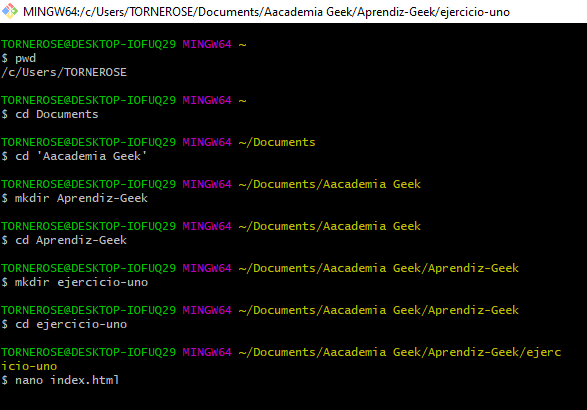 MINGW64:/c/Users/TORNEROSE/Documents/Aacademia Geek/Aprendiz-Geek/ejercicio-uno
TORNEROSE@DESKTOP-IOFUQ29 MINGW64 ~
$ pwd
/c/Users/TORNEROSE
TORNEROSE@DESKTOP-IOFUQ29 MINGW64 ~
$ cd Documents
TORNEROSE@DESKTOP-IOFUQ29 MINGW64 ~/Documents
$ cd 'Aacademia Geek'
TORNEROSE@DESKTOP-IOFUQ29 MINGW64 ~/Documents/Aacademia Geek
$ mkdir Aprendiz-Geek
TORNEROSE@DESKTOP-IOFUQ29 MINGW64 ~/Documents/Aacademia Geek
$ cd Aprendiz-Geek
TORNEROSE@DESKTOP-IOFUQ29 MINGW64 ~/Documents/Aacademia Geek/Aprendiz-Geek
$ mkdir ejercicio-uno
TORNEROSE@DESKTOP-IOFUQ29 MINGW64 ~/Documents/Aacademia Geek/Aprendiz-Geek
$ cd ejercicio-uno
TORNEROSE@DESKTOP-IOFUQ29 MINGW64 ~/Documents/Aacademia Geek/Aprendiz-Geek/ejerc
icio-uno
$ nano index.html